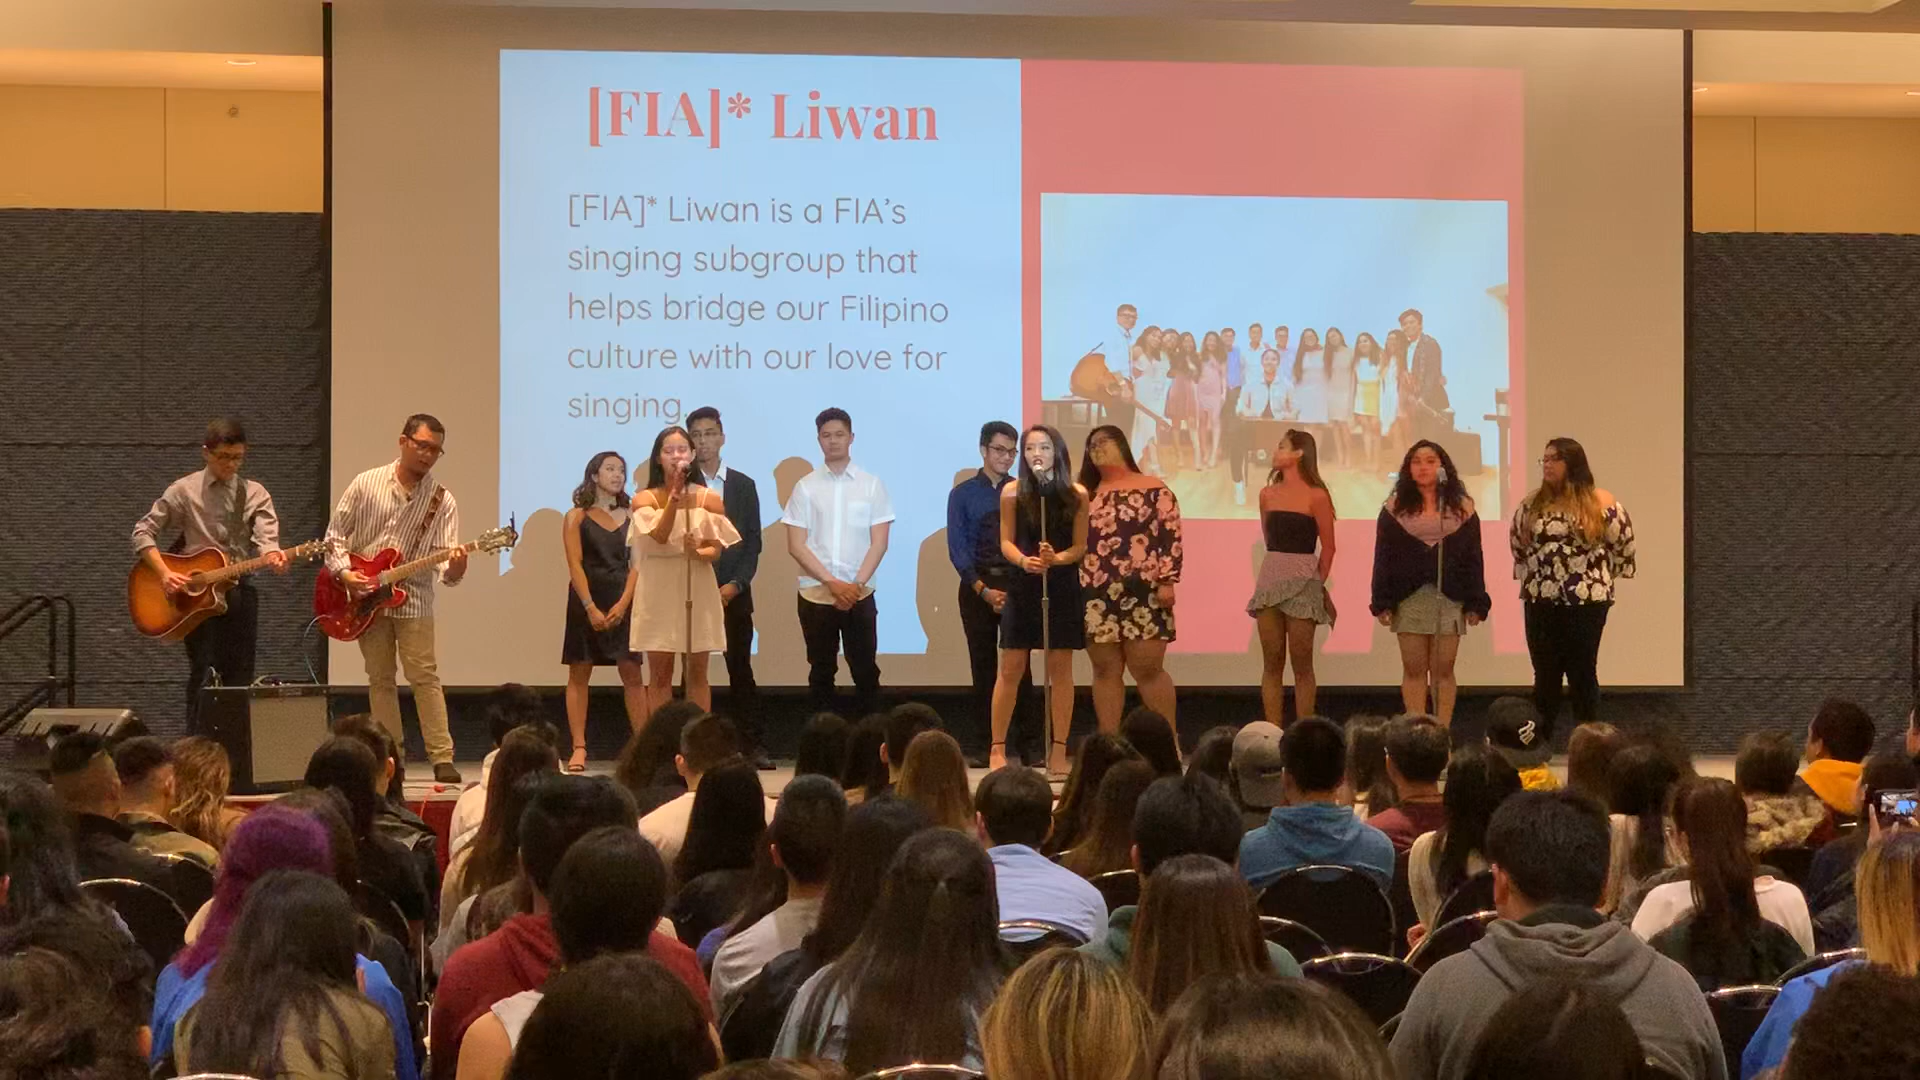 [FIA]* Liwan
[FIA]* Liwan is a FIA's
singing subgroup that
helps bridge our Filipino
culture with our love for
singing.